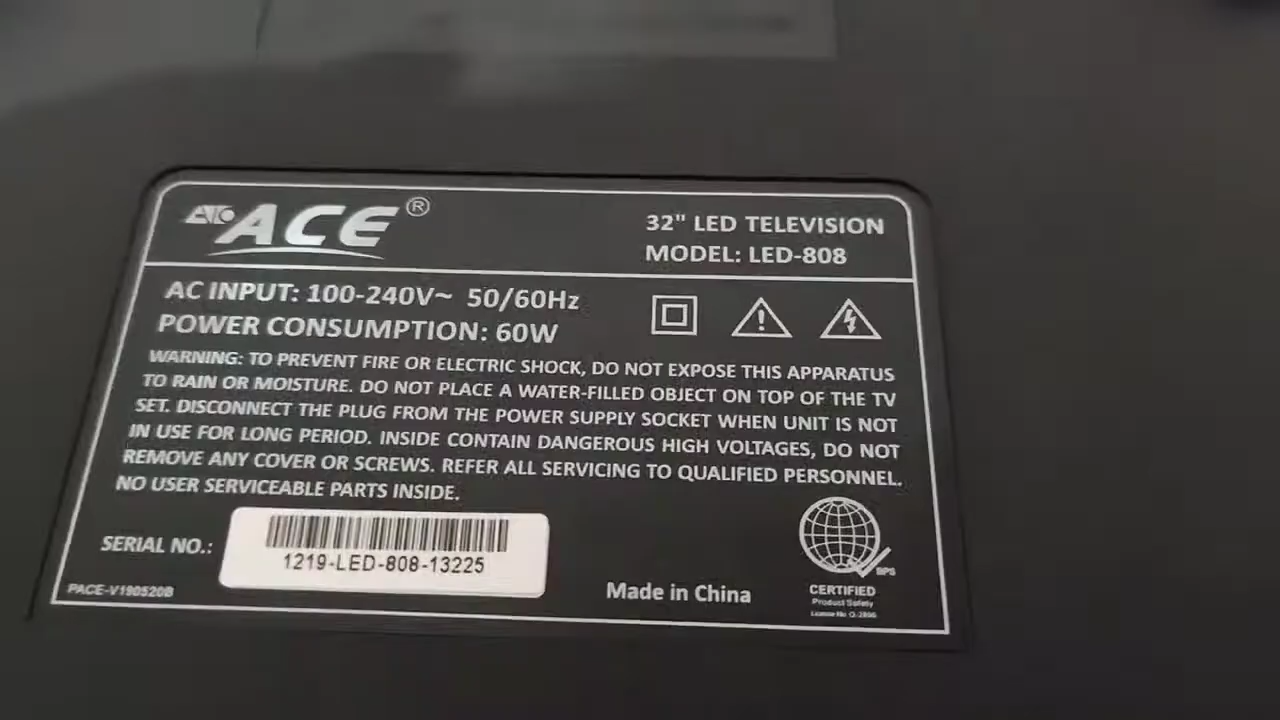 ACE®
32" LED TELEVISION
MODEL: LED-808
AC INPUT: 100-240V~ 50/60Hz
POWER CONSUMPTION: 60W
WARNING: TO PREVENT FIRE OR ELECTRIC SHOCK, DO NOT EXPOSE THIS APPARATUS
TO RAIN OR MOISTURE. DO NOT PLACE A WATER-FILLED OBJECT ON TOP OF THE TV
SET. DISCONNECT THE PLUG FROM THE POWER SUPPLY SOCKET WHEN UNIT IS NOT
IN USE FOR LONG PERIOD. INSIDE CONTAIN DANGEROUS HIGH VOLTAGES, DO NOT
REMOVE ANY COVER OR SCREWS. REFER ALL SERVICING TO QUALIFIED PERSONNEL.
NO USER SERVICEABLE PARTS INSIDE.
SERIAL NO.:
1219-LED-808-13225
PACE-V190520B
Made in China
BPS
CERTIFIED
Product Safety
License No.